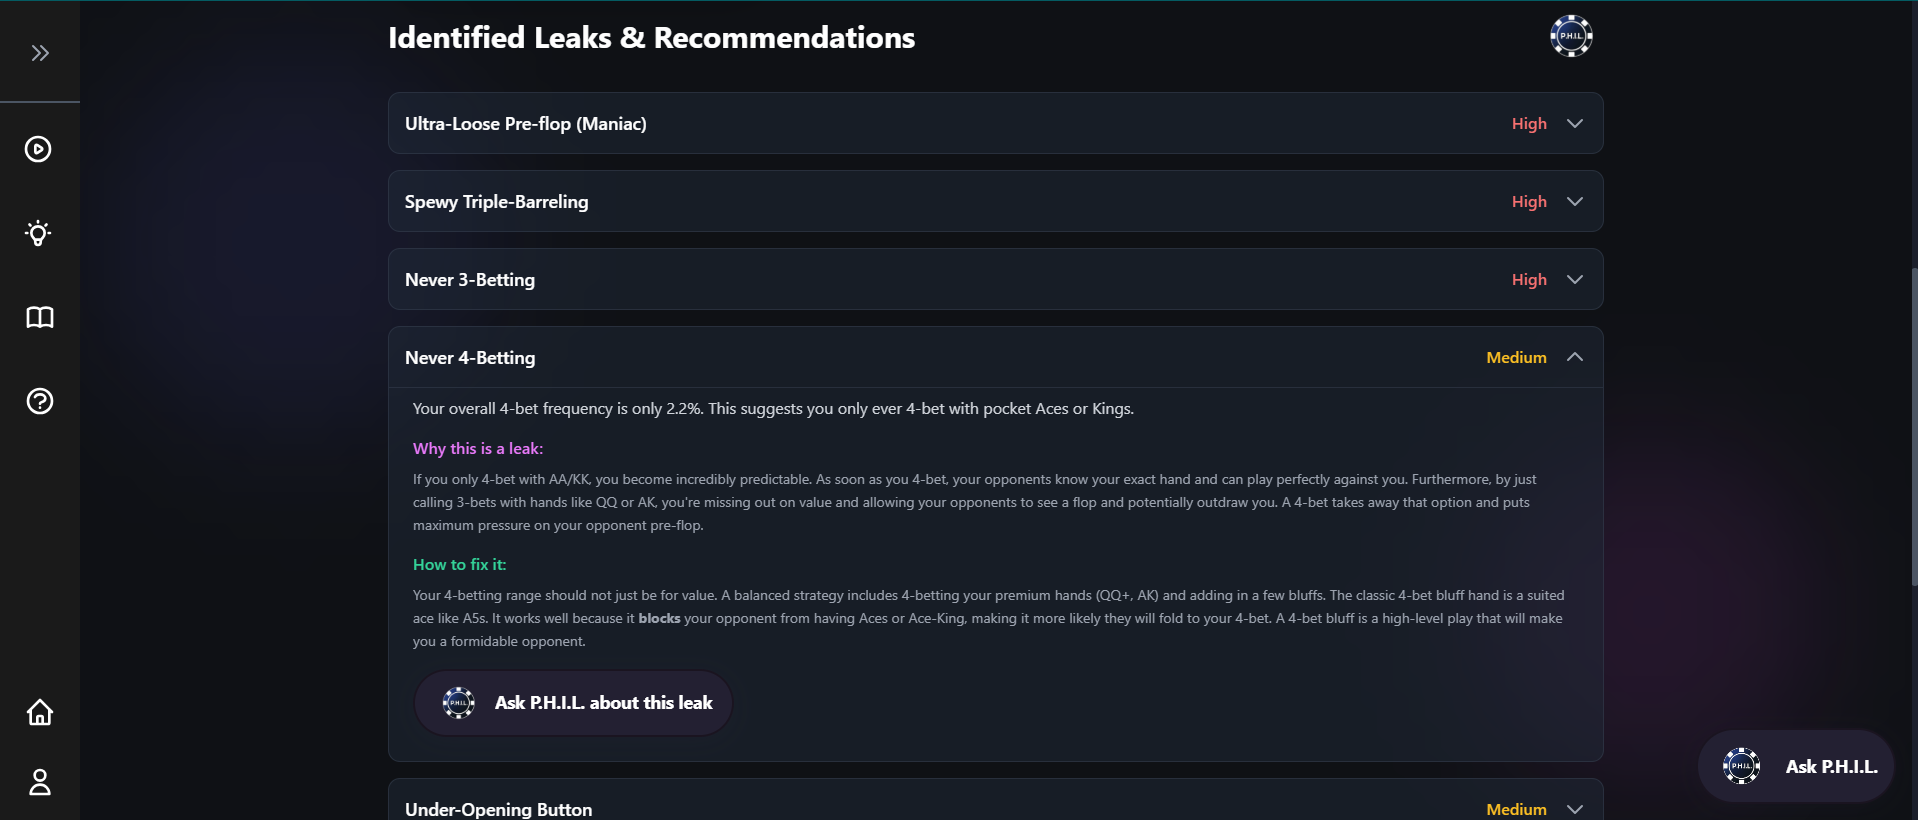 Identified Leaks & Recommendations
P.H.I.L.
Ultra-Loose Pre-flop (Maniac)
High
Spewy Triple-Barreling
High
Never 3-Betting
High
Never 4-Betting
Medium
Your overall 4-bet frequency is only 2.2%. This suggests you only ever 4-bet with pocket Aces or Kings.
Why this is a leak:
If you only 4-bet with AA/KK, you become incredibly predictable. As soon as you 4-bet, your opponents know your exact hand and can play perfectly against you. Furthermore, by just
calling 3-bets with hands like QQ or AK, you're missing out on value and allowing your opponents to see a flop and potentially outdraw you. A 4-bet takes away that option and puts
maximum pressure on your opponent pre-flop.
How to fix it:
Your 4-betting range should not just be for value. A balanced strategy includes 4-betting your premium hands (QQ+, AK) and adding in a few bluffs. The classic 4-bet bluff hand is a suited
ace like A5s. It works well because it blocks your opponent from having Aces or Ace-King, making it more likely they will fold to your 4-bet. A 4-bet bluff is a high-level play that will make
you a formidable opponent.
P.H.I.L.
Ask P.H.I.L. about this leak
P.H.I.L.
Ask P.H.I.L.
Under-Opening Button
Medium